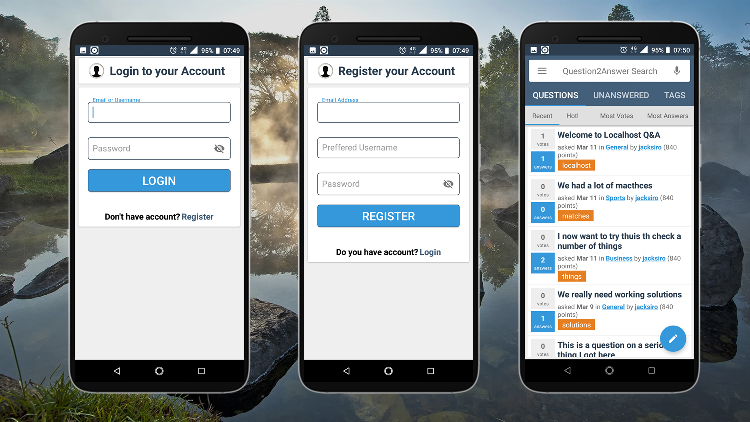 95% 07:49
Login to your Account
Email or Username
Password
LOGIN
Don't have account? Register
95% 07:49
Register your Account
Email Address
Preffered Username
Password
REGISTER
Do you have account? Login
95% 07:50
Question2Answer Search
QUESTIONS UNANSWERED TAGS
Recent Hot! Most Votes Most Answers
1
votes
1
answers
Welcome to Localhost Q&A
asked Mar 11 in General by jacksiro (840
points)
localhost
0
votes
0
answers
We had a lot of macthces
asked Mar 11 in Sports by jacksiro (840
points)
matches
0
votes
2
answers
I now want to try thuis th check a
number of things
asked Mar 11 in Business by jacksiro (840
points)
things
0
votes
1
answers
We really need working solutions
asked Mar 9 in General by jacksiro (840
points)
solutions
0
votes
This is a question on a serio
thing I got here